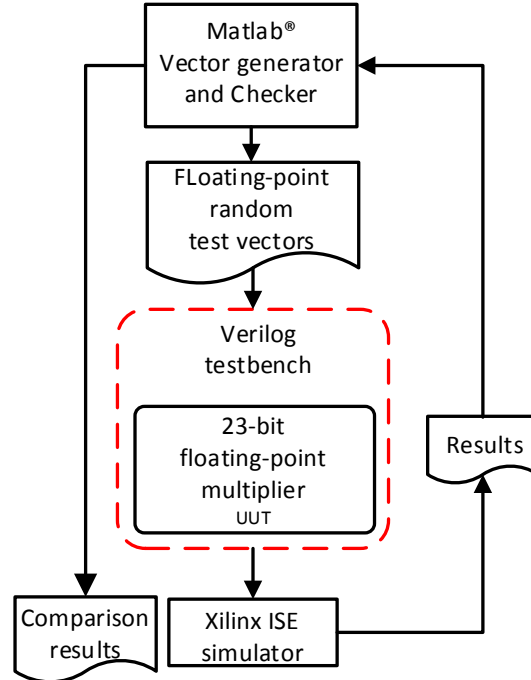 Matlab®
Vector generator
and Checker
FLoating-point
random
test vectors
Verilog
testbench
23-bit
floating-point
multiplier
UUT
Results
Comparison
results
Xilinx ISE
simulator